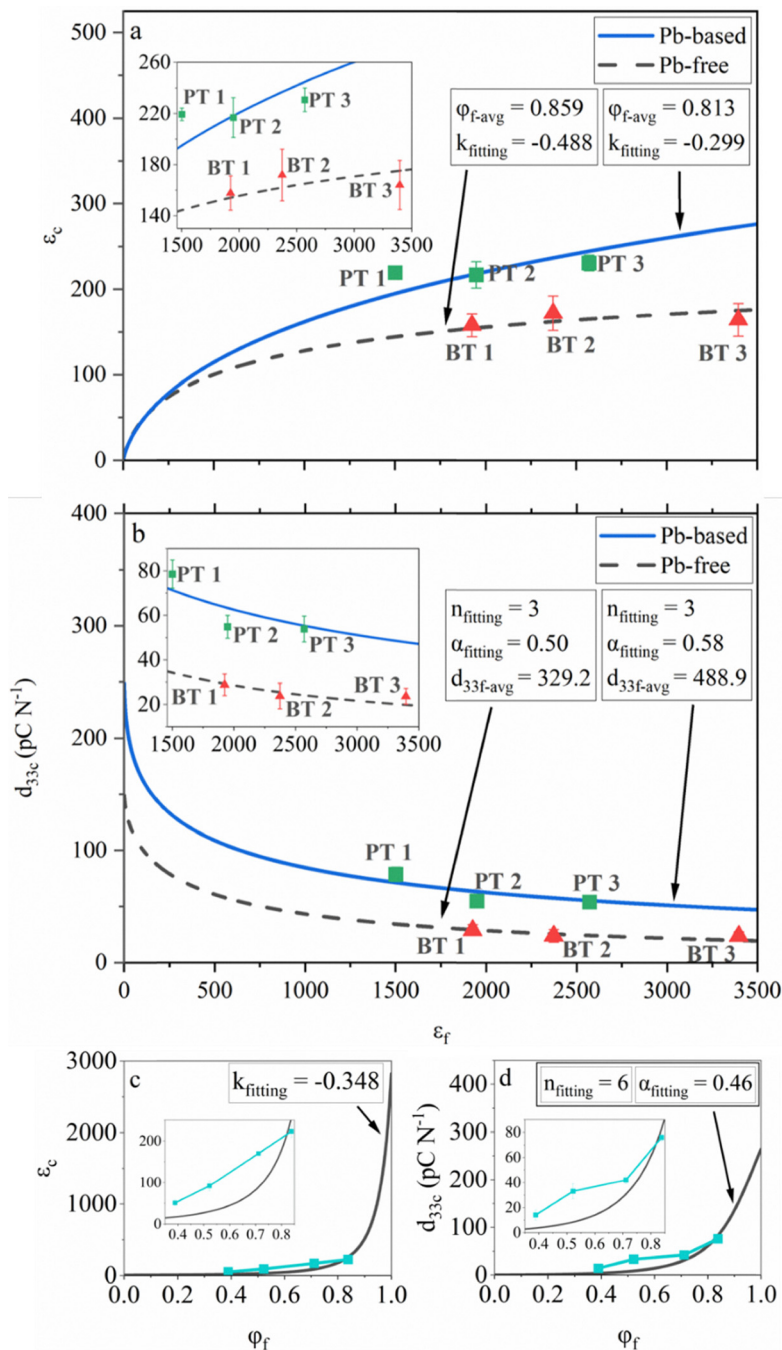 a
Pb-based
Pb-free
500
400
300
200
100
0
εc
260
220
180
140
1500 2000 2500 3000 3500
PT 1
PT 2
PT 3
BT 1
BT 2
BT 3
φf-avg = 0.859
kfitting = -0.488
φf-avg = 0.813
kfitting = -0.299
PT 1
PT 2
PT 3
BT 1
BT 2
BT 3
b
Pb-based
Pb-free
400
300
200
100
0
d33c (pC N-1)
80
60
40
20
1500 2000 2500 3000 3500
PT 1
PT 2
PT 3
BT 1
BT 2
BT 3
nfitting = 3
αfitting = 0.50
d33f-avg = 329.2
nfitting = 3
αfitting = 0.58
d33f-avg = 488.9
PT 1
PT 2
PT 3
BT 1
BT 2
BT 3
0 500 1000 1500 2000 2500 3000 3500
εf
c
kfitting = -0.348
3000
2000
1000
0
εc
200
100
0
0.4 0.5 0.6 0.7 0.8
0.0 0.2 0.4 0.6 0.8 1.0
φf
d
nfitting = 6
αfitting = 0.46
400
300
200
100
0
d33c (pC N-1)
80
60
40
20
0
0.4 0.5 0.6 0.7 0.8
0.0 0.2 0.4 0.6 0.8 1.0
φf